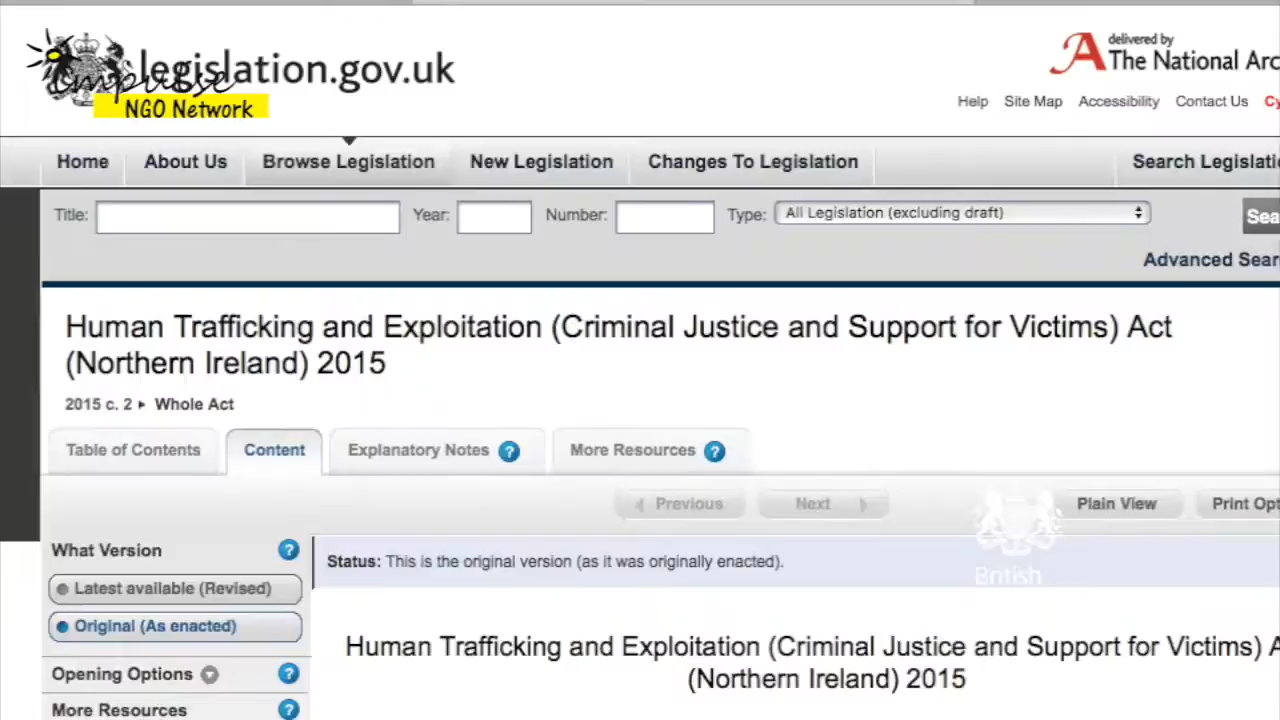 legislation.gov.uk
impulse
NGO Network
delivered by
The National Arc
Help Site Map Accessibility Contact Us Cy
Home About Us Browse Legislation New Legislation Changes To Legislation Search Legislatio
Title: Year: Number: Type: All Legislation (excluding draft) Sea
Advanced Sear
Human Trafficking and Exploitation (Criminal Justice and Support for Victims) Act
(Northern Ireland) 2015
2015 c. 2 ▸ Whole Act
Table of Contents Content Explanatory Notes ? More Resources ?
Previous Next Plain View Print Opt
What Version ?
Status: This is the original version (as it was originally enacted).
British
Latest available (Revised)
Original (As enacted)
Human Trafficking and Exploitation (Criminal Justice and Support for Victims) A
(Northern Ireland) 2015
Opening Options ?
More Resources ?